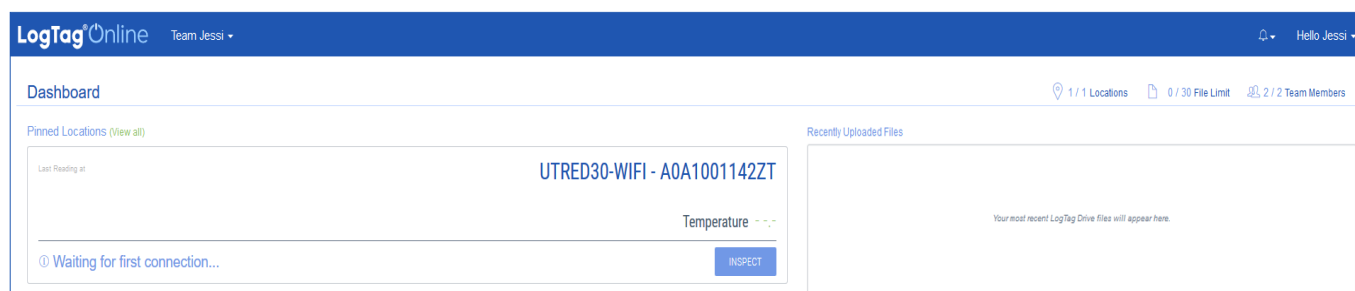 LogTag®Online Team Jessi Hello Jessi
Dashboard 1 / 1 Locations 0 / 30 File Limit 2 / 2 Team Members
Pinned Locations (View all) Recently Uploaded Files
Last Reading at UTRED30-WIFI - A0A1001142ZT
Your most recent LogTag Drive files will appear here.
Temperature --.-
Waiting for first connection... INSPECT